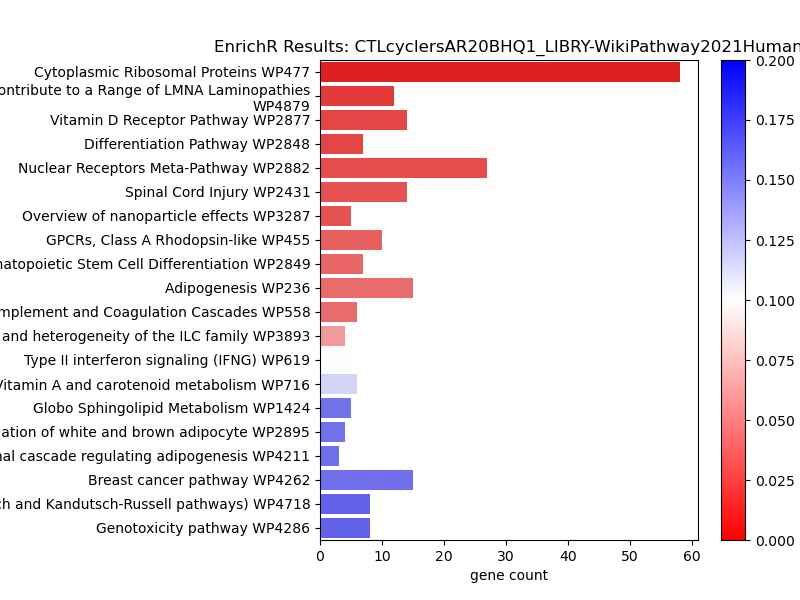 EnrichR Results: CTLcyclersAR20BHQ1_LIBRY-WikiPathway2021Human
Cytoplasmic Ribosomal Proteins WP477
ontribute to a Range of LMNA Laminopathies
WP4879
Vitamin D Receptor Pathway WP2877
Differentiation Pathway WP2848
Nuclear Receptors Meta-Pathway WP2882
Spinal Cord Injury WP2431
Overview of nanoparticle effects WP3287
GPCRs, Class A Rhodopsin-like WP455
natopoietic Stem Cell Differentiation WP2849
Adipogenesis WP236
mplement and Coagulation Cascades WP558
and heterogeneity of the ILC family WP3893
Type II interferon signaling (IFNG) WP619
Vitamin A and carotenoid metabolism WP716
Globo Sphingolipid Metabolism WP1424
ation of white and brown adipocyte WP2895
nal cascade regulating adipogenesis WP4211
Breast cancer pathway WP4262
ch and Kandutsch-Russell pathways) WP4718
Genotoxicity pathway WP4286
0 10 20 30 40 50 60
gene count
0.200
0.175
0.150
0.125
0.100
0.075
0.050
0.025
0.000